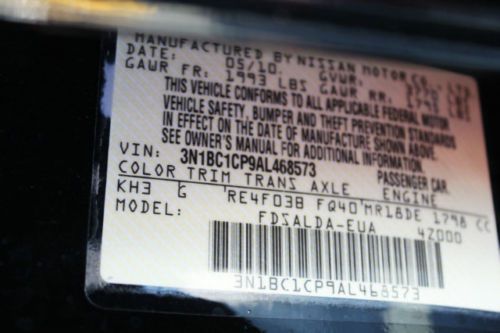 MANUFACTURED BY NISSAN MOTOR CO., LTD.
DATE: 05/10. GVWR:
GAWR FR: 1993 LBS GAWR RR: LBS
THIS VEHICLE CONFORMS TO ALL APPLICABLE FEDERAL MOTOR
VEHICLE SAFETY, BUMPER AND THEFT PREVENTION STANDARDS
IN EFFECT ON THE DATE OF MANUFACTURE SHOWN ABOVE.
SEE OWNER'S MANUAL FOR ADDITIONAL INFORMATION
VIN: 3N1BC1CP9AL468573 PASSENGER CAR.
COLOR TRIM TRANS AXLE ENGINE
KH3 G RE4F03B FQ40 MR18DE 1798 CC
MODEL: FDSALDA-EUA 42000
3N1BC1CP9AL468573